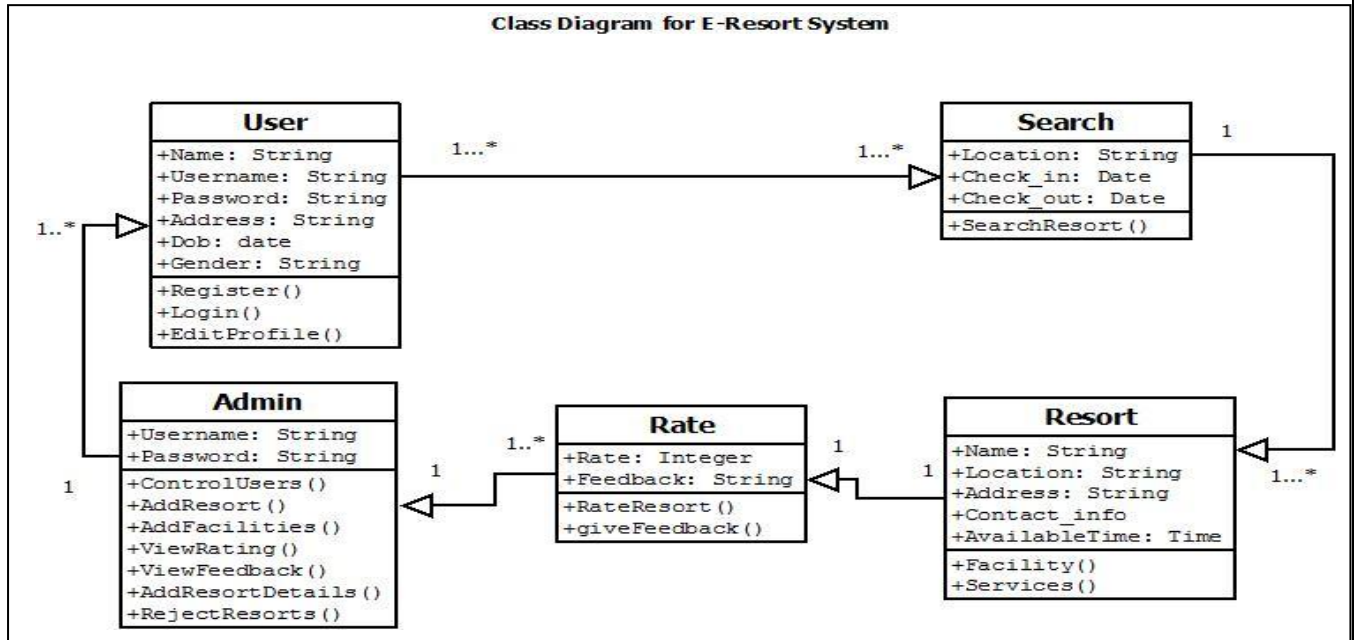 Class Diagram for E-Resort System
User
+Name: String
+Username: String
+Password: String
+Address: String
+Dob: date
+Gender: String
+Register()
+Login()
+EditProfile()
1...*
1...*
Search
+Location: String
+Check_in: Date
+Check_out: Date
+SearchResort()
1
1..*
1
Admin
+Username: String
+Password: String
+ControlUsers()
+AddResort()
+AddFacilities()
+ViewRating()
+ViewFeedback()
+AddResortDetails()
+RejectResorts()
1
1..*
Rate
+Rate: Integer
+Feedback: String
+RateResort()
+giveFeedback()
1
1
Resort
+Name: String
+Location: String
+Address: String
+Contact_info
+AvailableTime: Time
+Facility()
+Services()
1...*